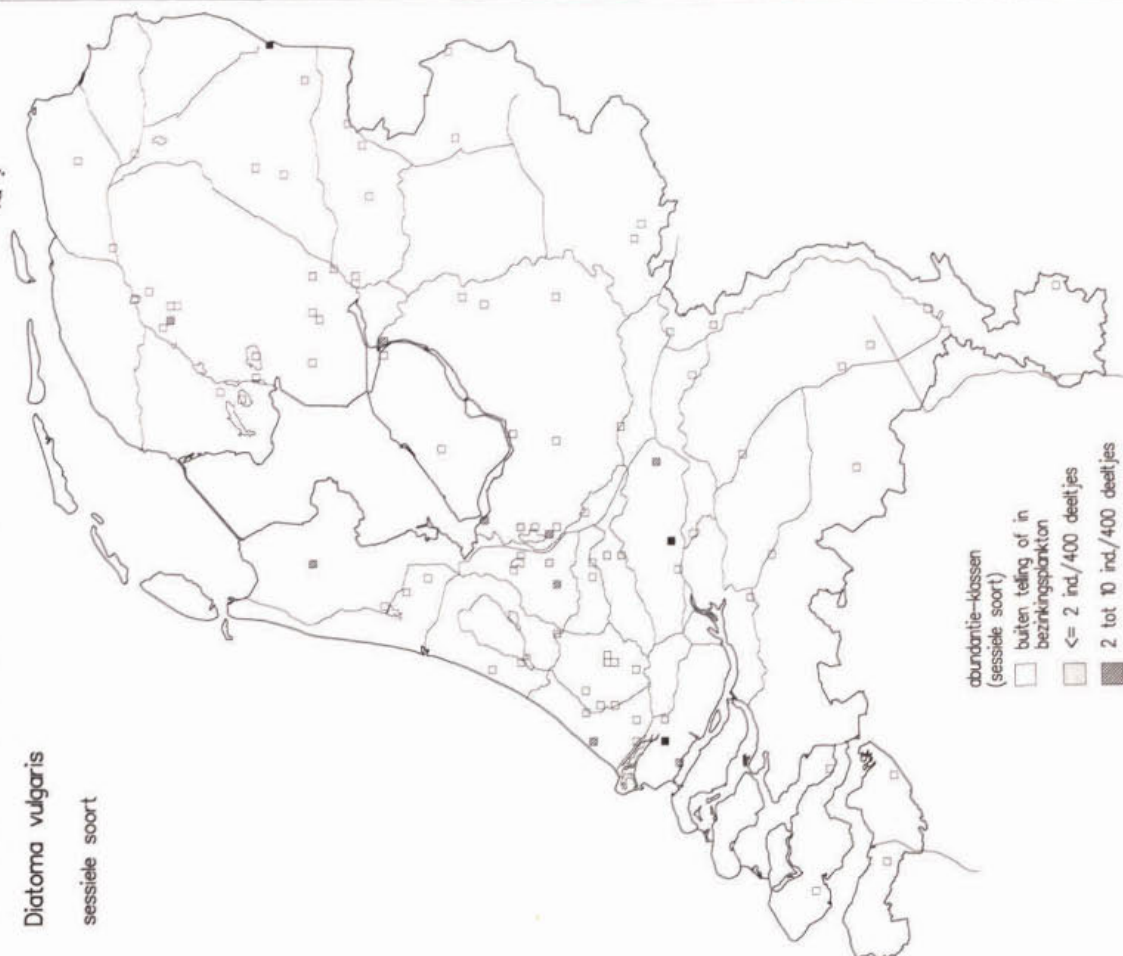 Diatoma vulgaris
sessiele soort
abundantie-klassen
(sessiele soort)
buiten telling of in
bezinkingsplankton
<= 2 ind./400 deeltjes
2 tot 10 ind./400 deeltjes